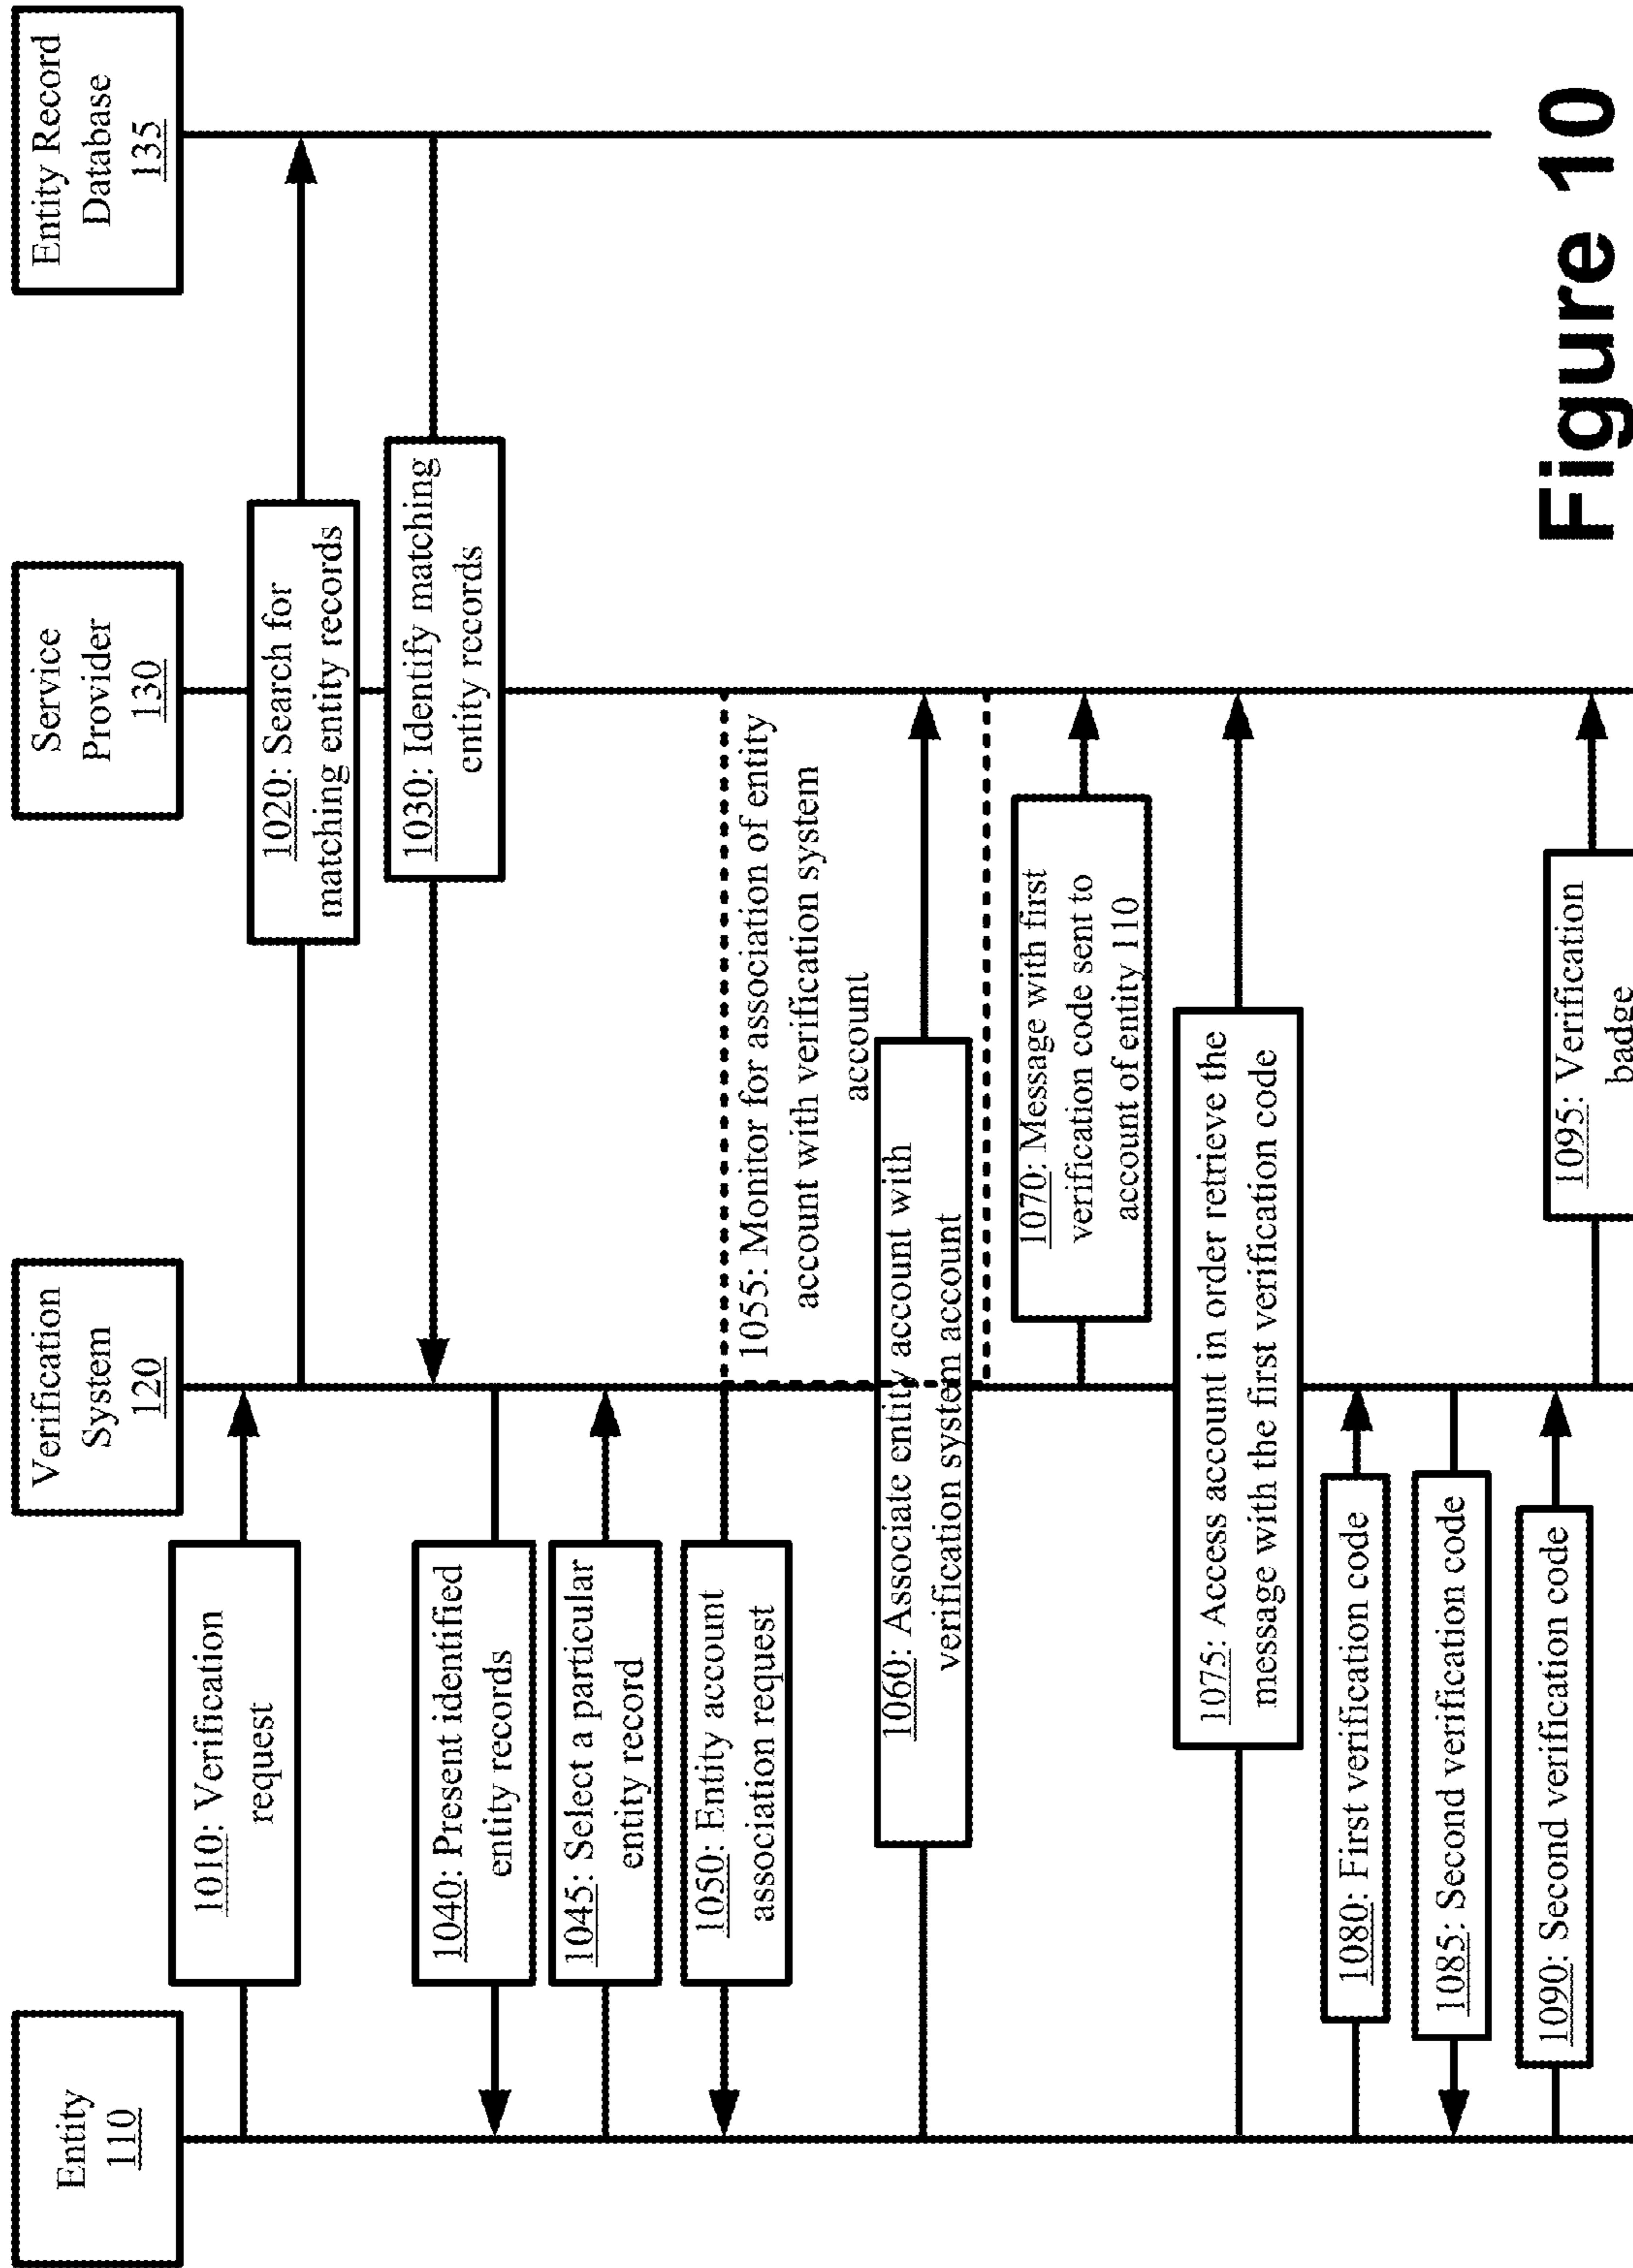 Entity
110
Verification
System
120
Service
Provider
130
Entity Record
Database
135
1010: Verification
request
1020: Search for
matching entity records
1030: Identify matching
entity records
1040: Present identified
entity records
1045: Select a particular
entity record
1050: Entity account
association request
1055: Monitor for association of entity
account with verification system
account
1060: Associate entity account with
verification system account
1070: Message with first
verification code sent to
account of entity 110
1075: Access account in order retrieve the
message with the first verification code
1080: First verification code
1085: Second verification code
1090: Second verification code
1095: Verification
badge
Figure 10